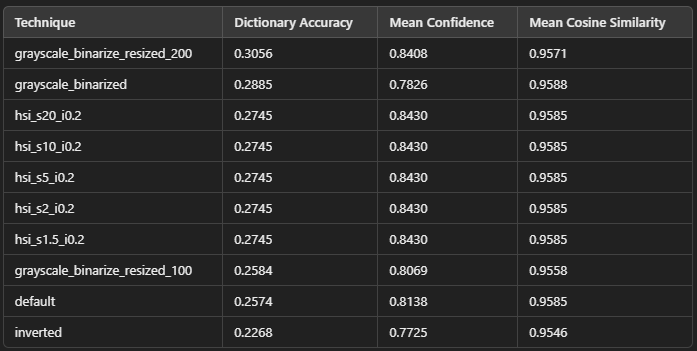 Technique Dictionary Accuracy Mean Confidence Mean Cosine Similarity
grayscale_binarize_resized_200 0.3056 0.8408 0.9571
grayscale_binarized 0.2885 0.7826 0.9588
hsi_s20_i0.2 0.2745 0.8430 0.9585
hsi_s10_i0.2 0.2745 0.8430 0.9585
hsi_s5_i0.2 0.2745 0.8430 0.9585
hsi_s2_i0.2 0.2745 0.8430 0.9585
hsi_s1.5_i0.2 0.2745 0.8430 0.9585
grayscale_binarize_resized_100 0.2584 0.8069 0.9558
default 0.2574 0.8138 0.9585
inverted 0.2268 0.7725 0.9546